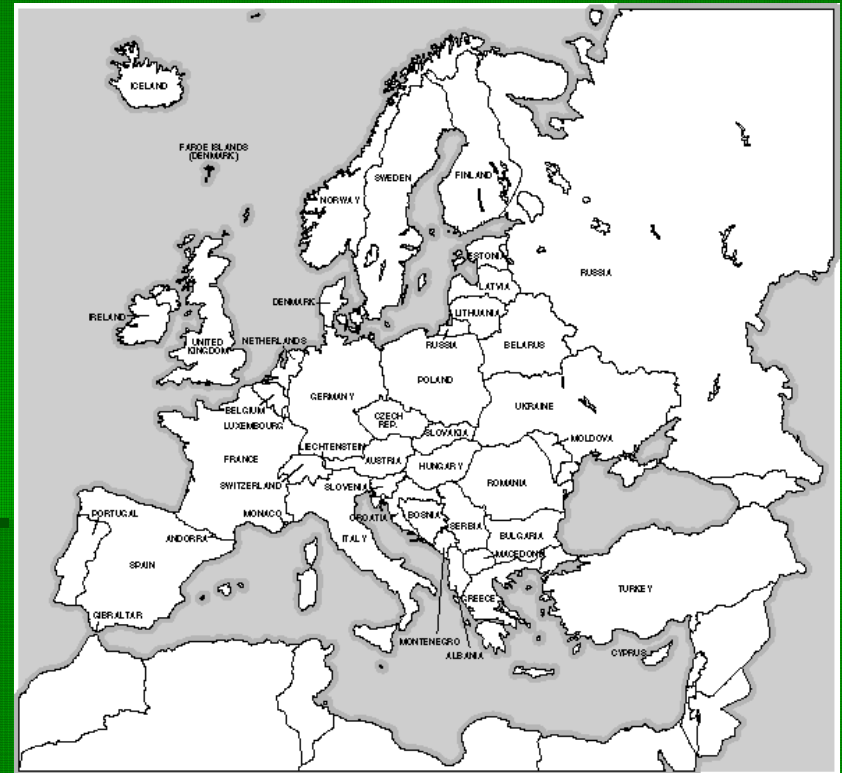 ICELAND
FAROE ISLANDS
(DENMARK)
NORWAY
SWEDEN
FINLAND
ESTONIA
LATVIA
LITHUANIA
RUSSIA
RUSSIA
DENMARK
IRELAND
UNITED
KINGDOM
NETHERLANDS
BELARUS
POLAND
GERMANY
BELGIUM
LUXEMBOURG
CZECH
REP.
SLOVAKIA
UKRAINE
MOLDOVA
LIECHTENSTEIN
AUSTRIA
HUNGARY
FRANCE
SWITZERLAND
SLOVENIA
ROMANIA
MONACO
CROATIA
BOSNIA
SERBIA
PORTUGAL
ANDORRA
ITALY
BULGARIA
MACEDONIA
SPAIN
GREECE
TURKEY
GIBRALTAR
MONTENEGRO
ALBANIA
CYPRUS